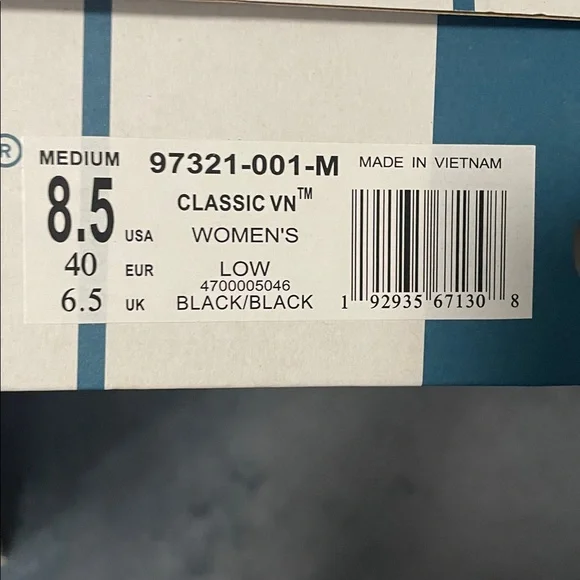 R
MEDIUM 97321-001-M MADE IN VIETNAM
8.5 USA
CLASSIC VN™
WOMEN'S
40 EUR
LOW
4700005046
6.5 UK
BLACK/BLACK
1 92935 67130 8